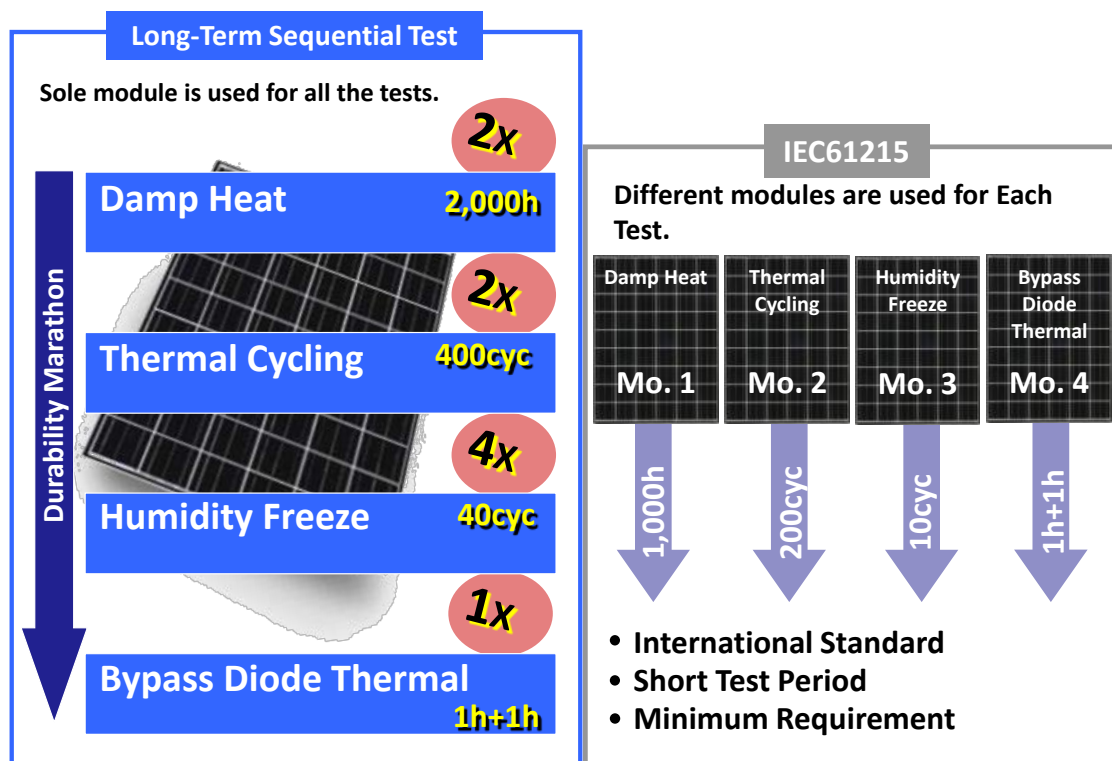 Long-Term Sequential Test
Sole module is used for all the tests.
Durability Marathon
2x
Damp Heat
2,000h
2x
Thermal Cycling
400cyc
4x
Humidity Freeze
40cyc
1x
Bypass Diode Thermal
1h+1h
IEC61215
Different modules are used for Each
Test.
Damp Heat
Mo. 1
1,000h
Thermal
Cycling
Mo. 2
200cyc
Humidity
Freeze
Mo. 3
10cyc
Bypass
Diode
Thermal
Mo. 4
1h+1h
• International Standard
• Short Test Period
• Minimum Requirement